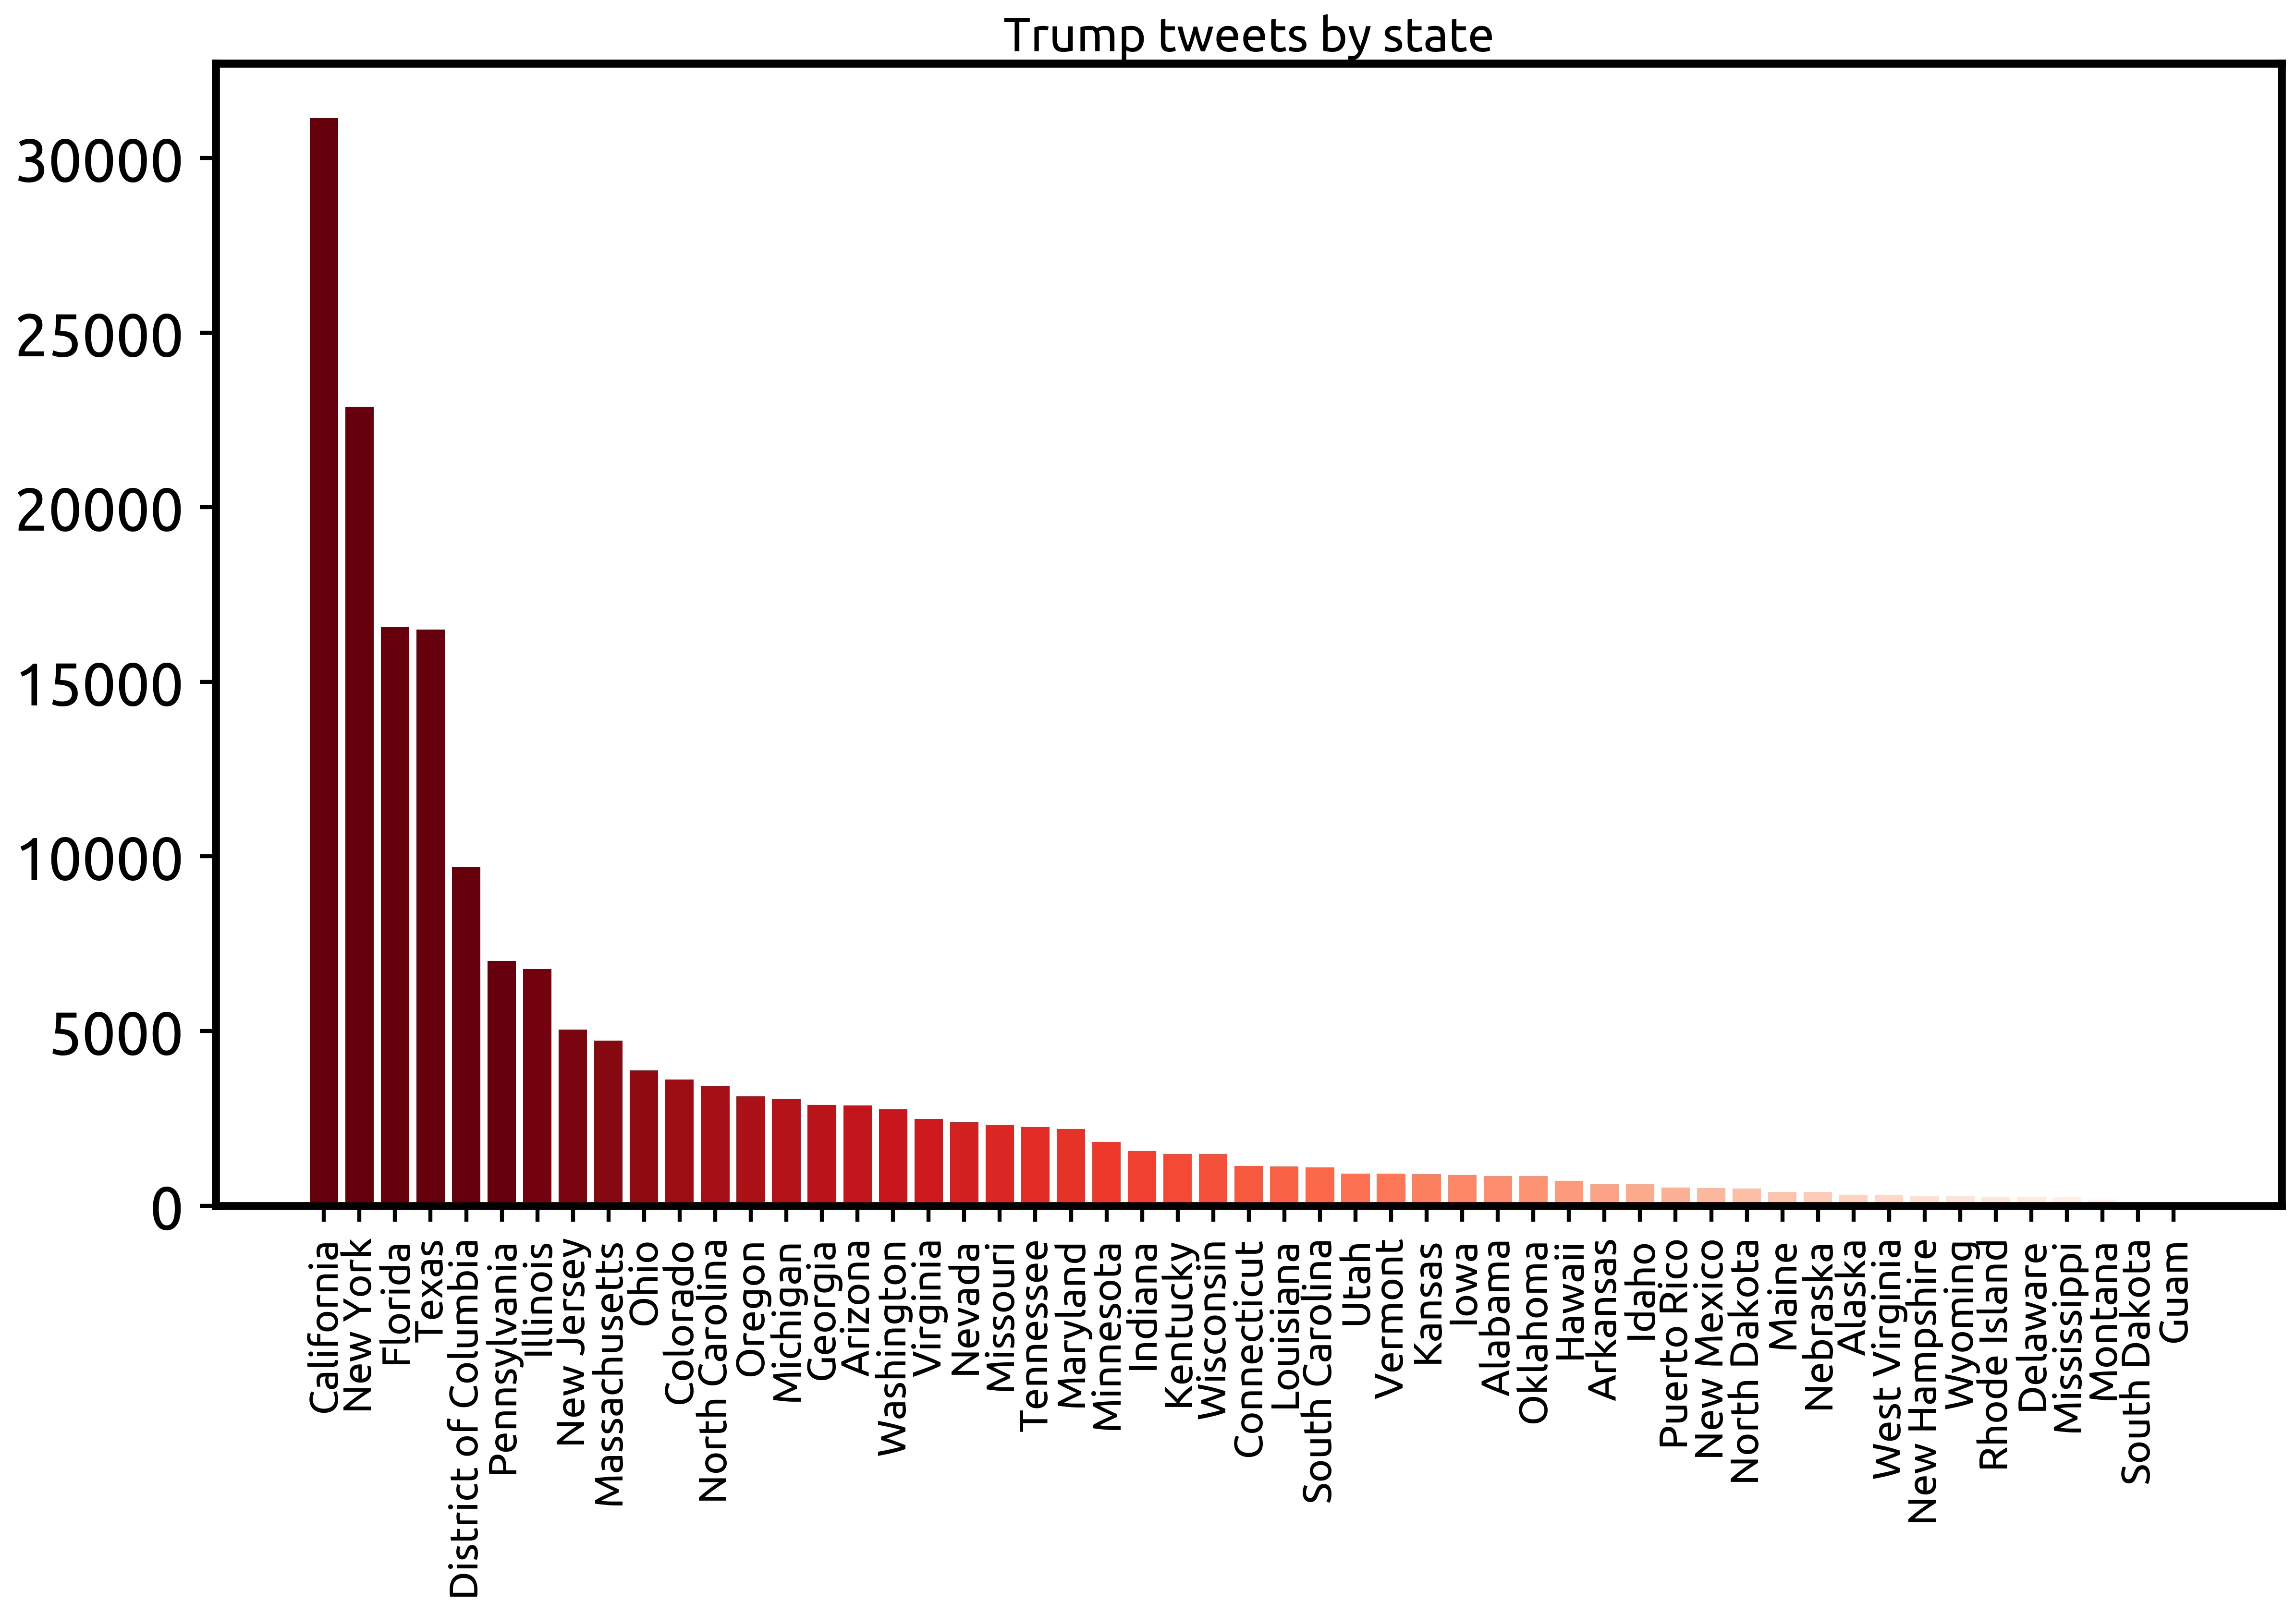 Trump tweets by state
30000
25000
20000
15000
10000
5000
0
California
New York
Florida
Texas
District of Columbia
Pennsylvania
Illinois
New Jersey
Massachusetts
Ohio
Colorado
North Carolina
Oregon
Michigan
Georgia
Arizona
Washington
Virginia
Nevada
Missouri
Tennessee
Maryland
Minnesota
Indiana
Kentucky
Wisconsin
Connecticut
Louisiana
South Carolina
Utah
Vermont
Kansas
Iowa
Alabama
Oklahoma
Hawaii
Arkansas
Idaho
Puerto Rico
New Mexico
North Dakota
Maine
Nebraska
Alaska
West Virginia
New Hampshire
Wyoming
Rhode Island
Delaware
Mississippi
Montana
South Dakota
Guam